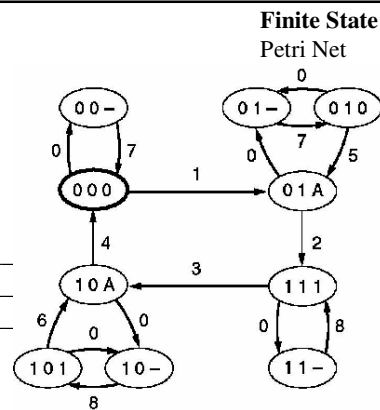 Finite State
Petri Net
0
00- 01- 010
0 7 7
0 5
1
000 01A
4 2
3
10A 111
6 0 0 0 8
101 10- 11-
8